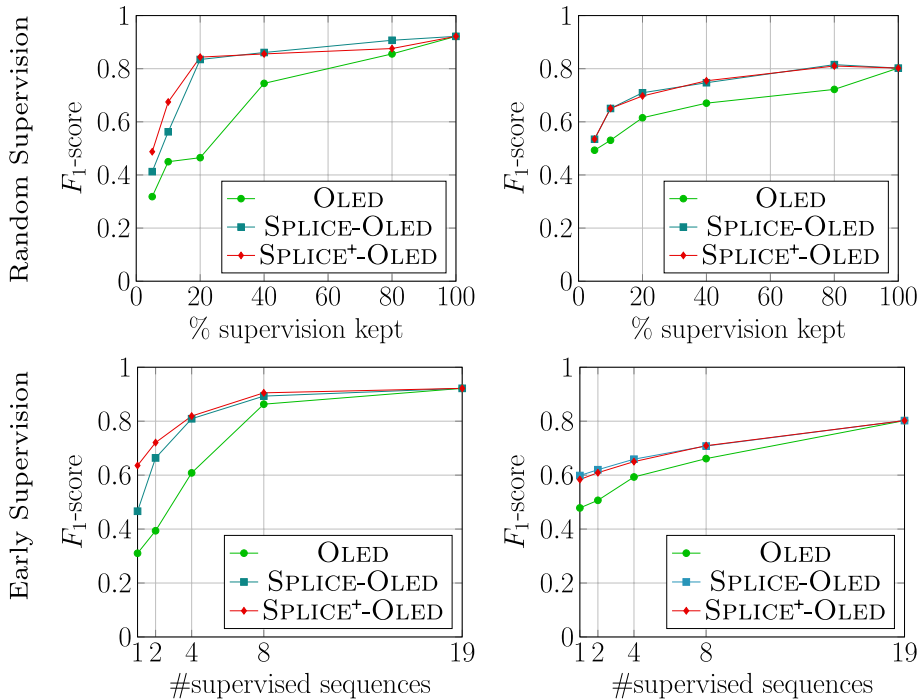 Random Supervision
F1-score
1
0.8
0.6
0.4
0.2
0
OLED
SPLICE-OLED
SPLICE+-OLED
0 20 40 60 80 100
% supervision kept
F1-score
1
0.8
0.6
0.4
0.2
0
OLED
SPLICE-OLED
SPLICE+-OLED
0 20 40 60 80 100
% supervision kept
Early Supervision
F1-score
1
0.8
0.6
0.4
0.2
0
OLED
SPLICE-OLED
SPLICE+-OLED
1 2 4 8 19
#supervised sequences
F1-score
1
0.8
0.6
0.4
0.2
0
OLED
SPLICE-OLED
SPLICE+-OLED
1 2 4 8 19
#supervised sequences